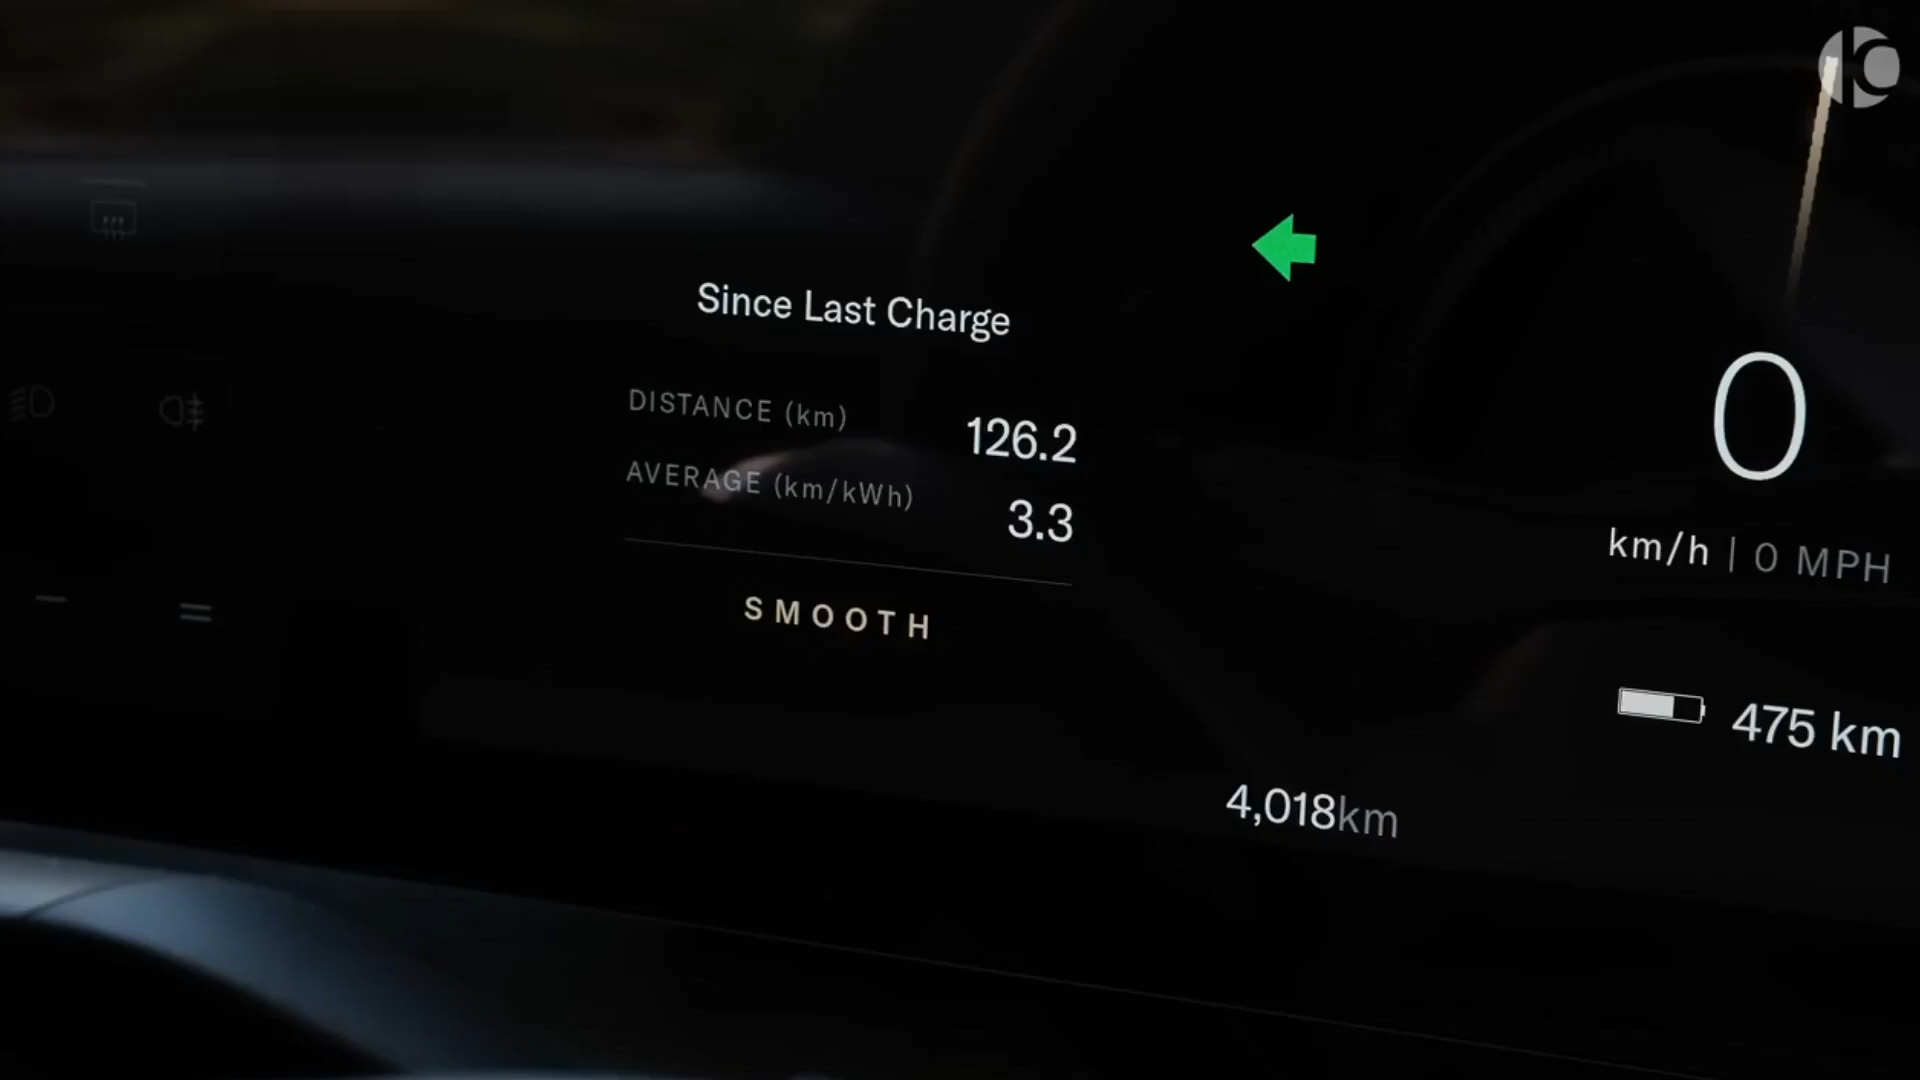 Since Last Charge
DISTANCE (km) 126.2
AVERAGE (km/kWh) 3.3
SMOOTH
0
km/h | 0 MPH
475 km
4,018km